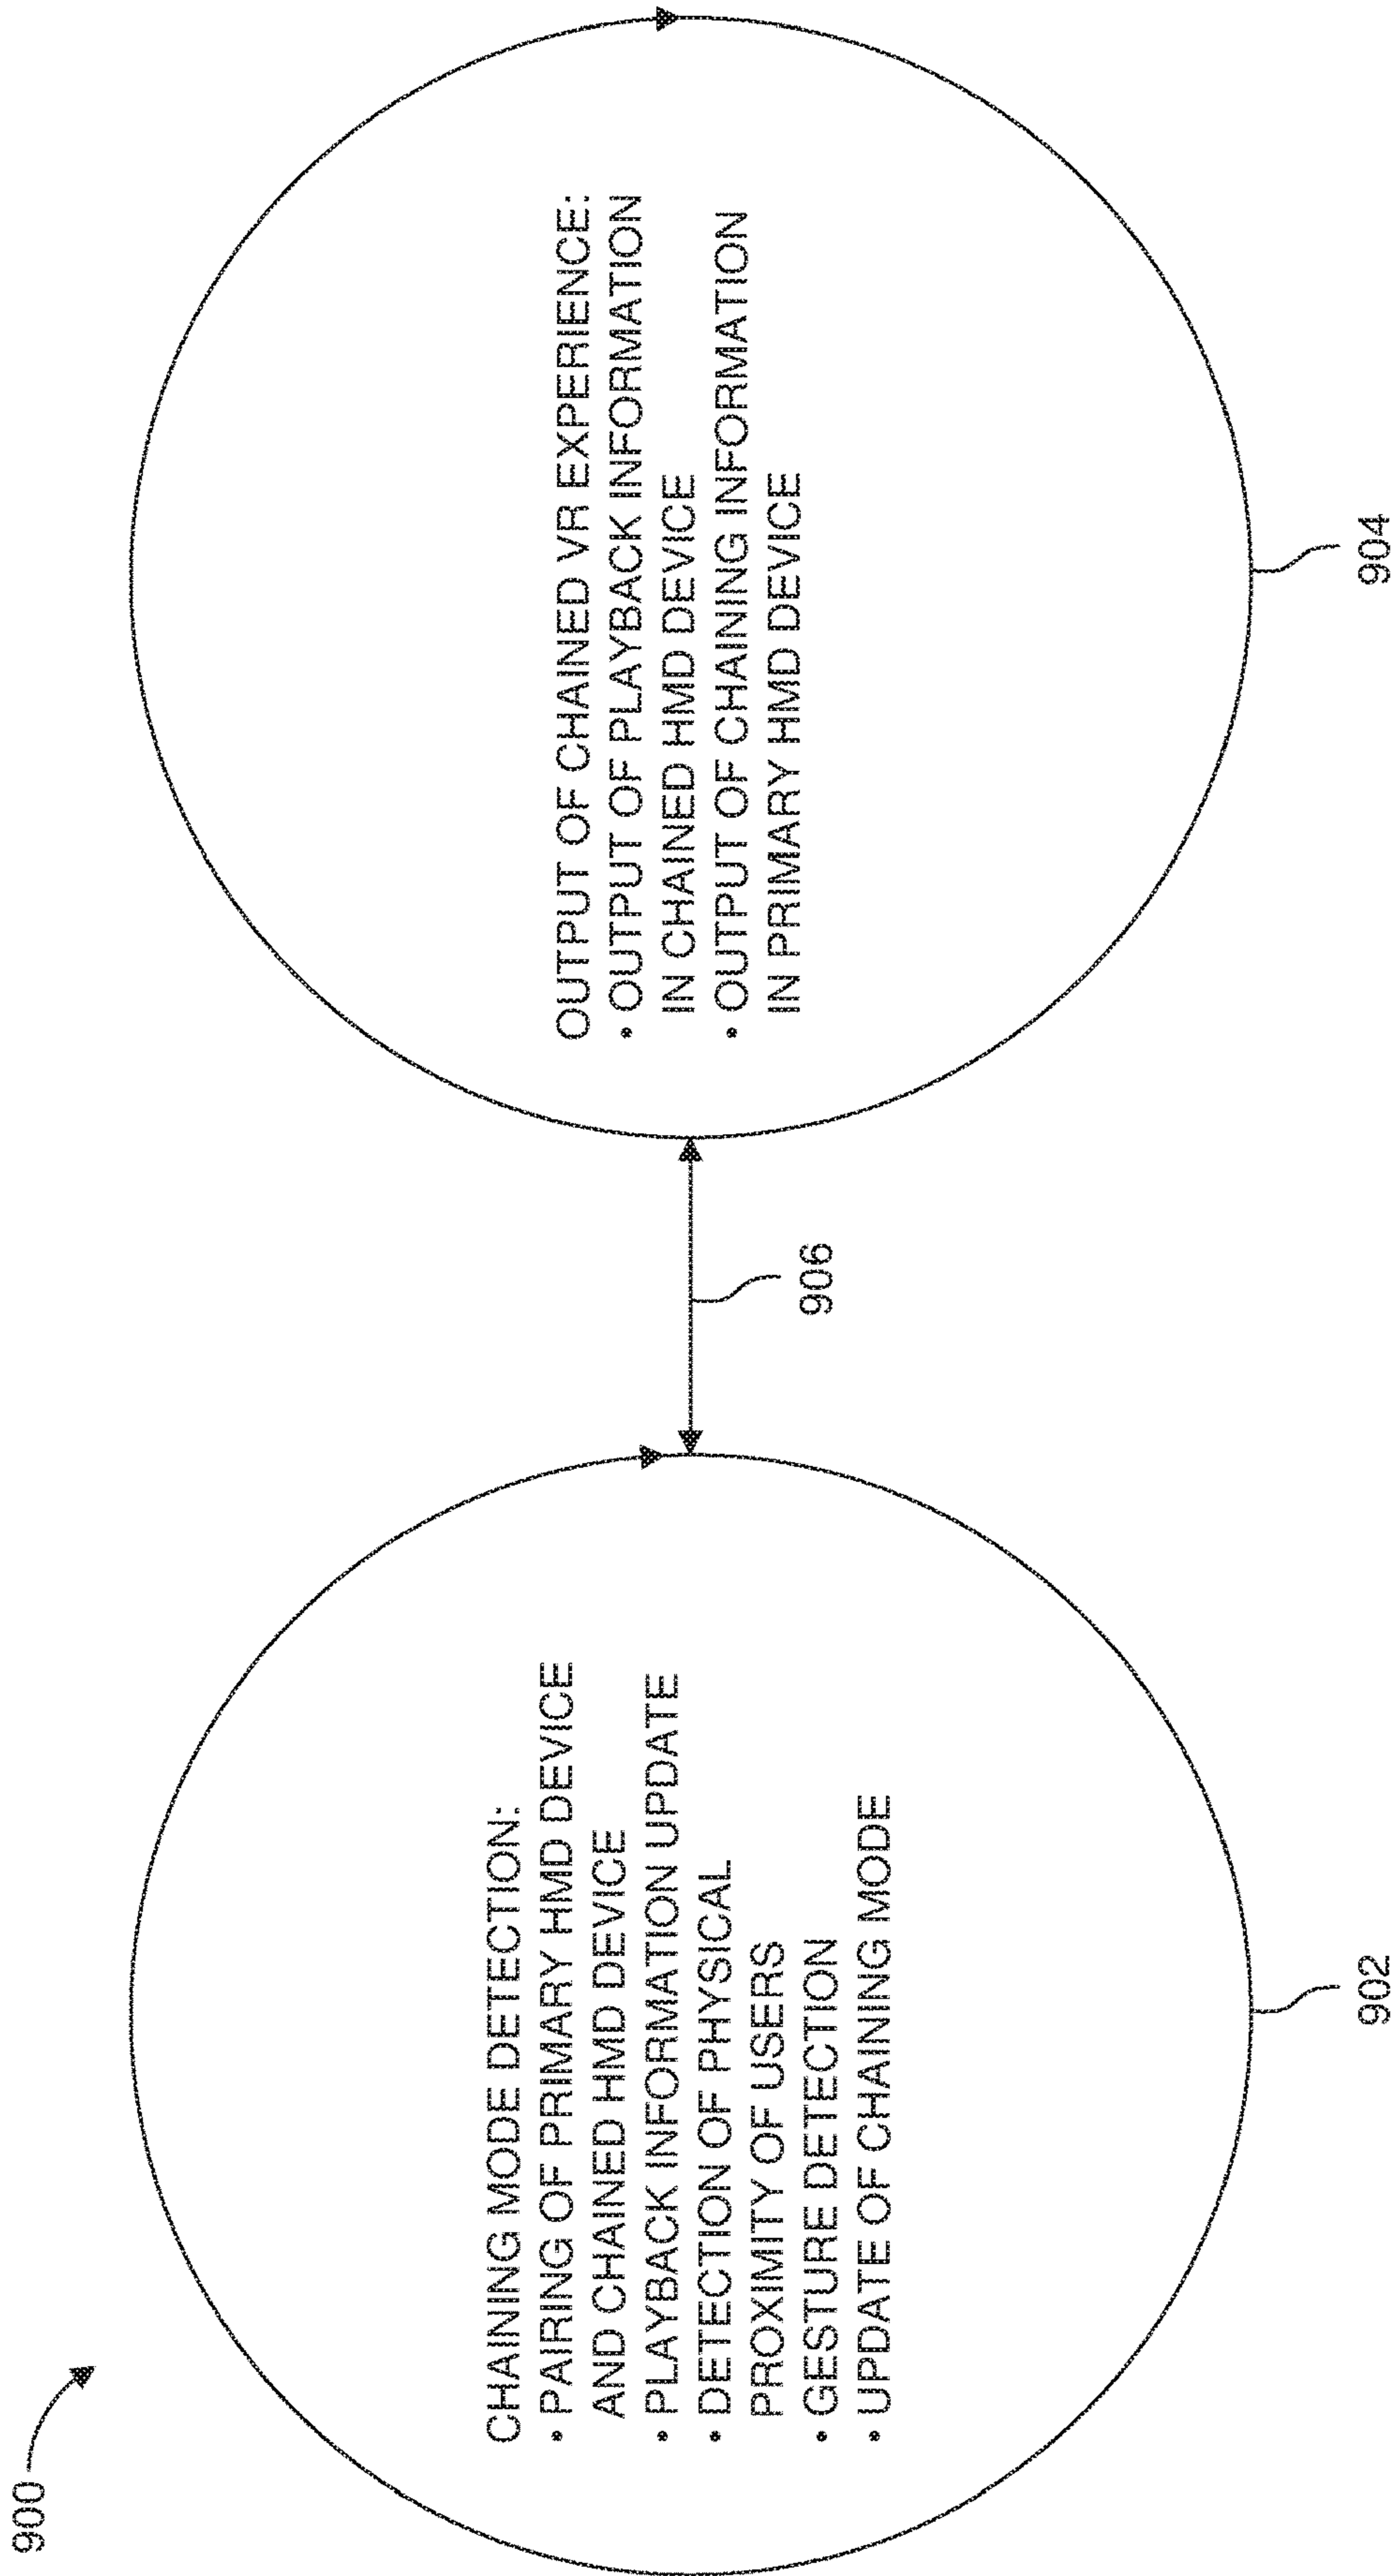 900
CHAINING MODE DETECTION:
• PAIRING OF PRIMARY HMD DEVICE
AND CHAINED HMD DEVICE
• PLAYBACK INFORMATION UPDATE
• DETECTION OF PHYSICAL
PROXIMITY OF USERS
• GESTURE DETECTION
• UPDATE OF CHAINING MODE
902
906
OUTPUT OF CHAINED VR EXPERIENCE:
• OUTPUT OF PLAYBACK INFORMATION
IN CHAINED HMD DEVICE
• OUTPUT OF CHAINING INFORMATION
IN PRIMARY HMD DEVICE
904